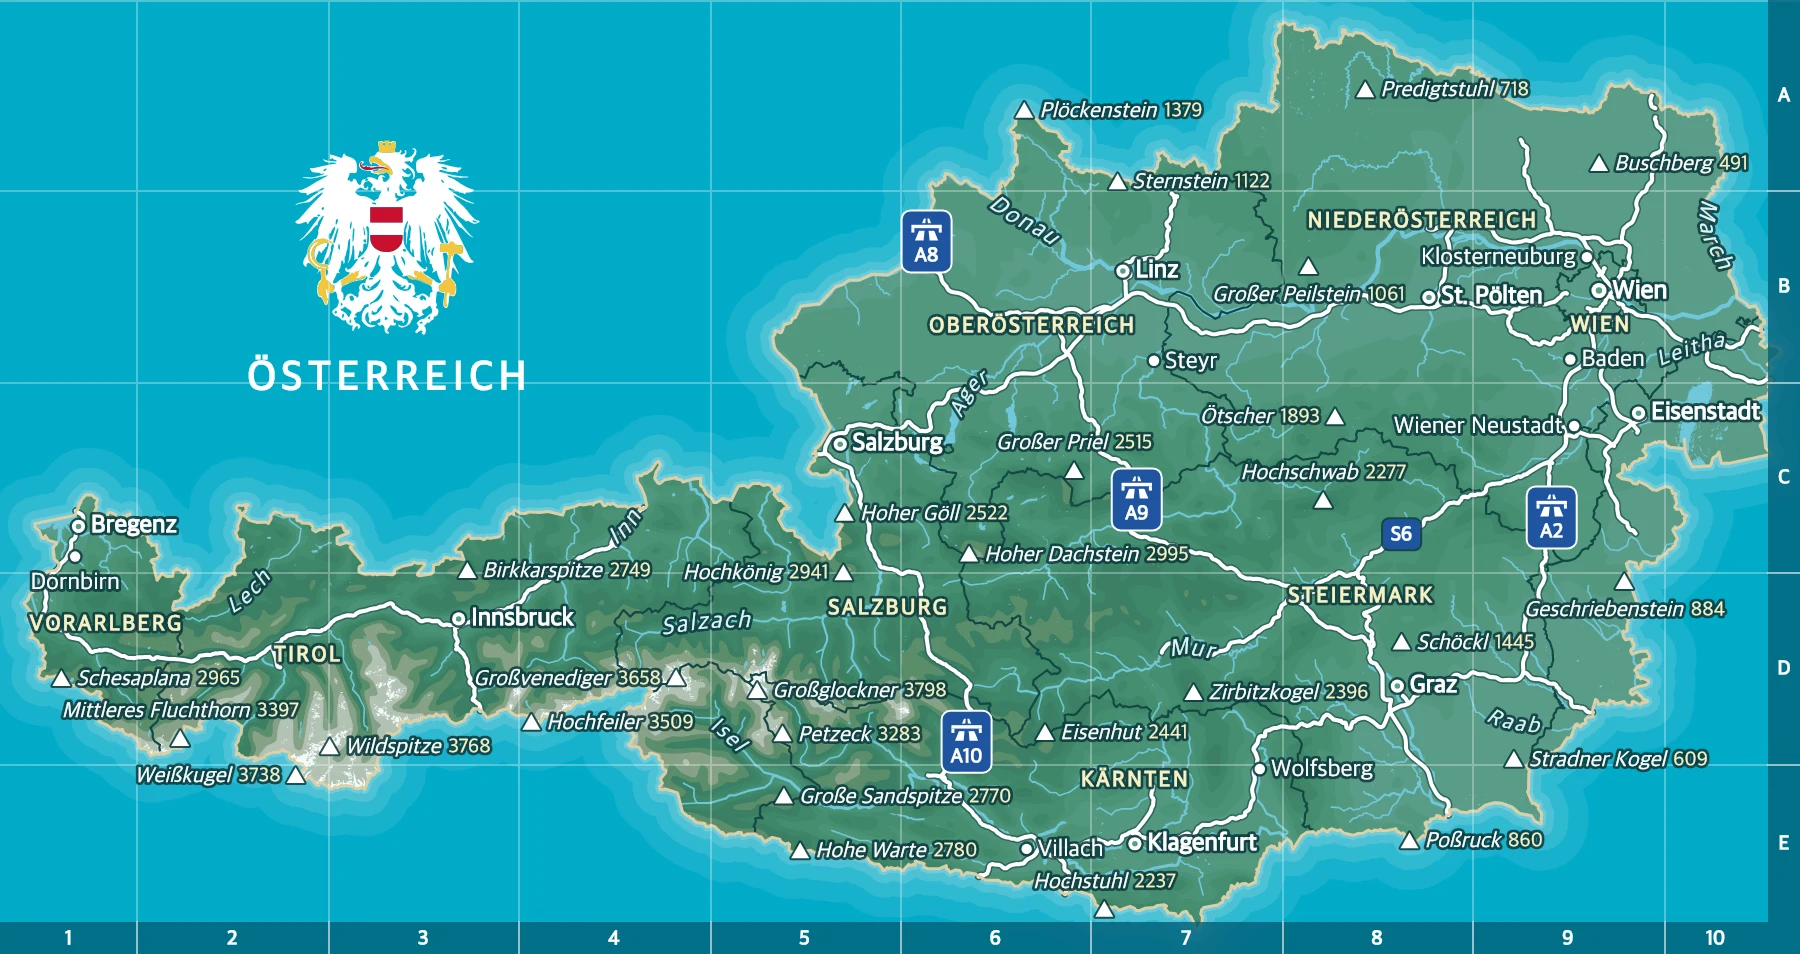 A
Predigtstuhl 718
Plöckenstein 1379
Buschberg 491
Sternstein 1122
Donau
NIEDERÖSTERREICH
March
A8
Klosterneuburg
Linz
B
Großer Peilstein 1061
St. Pölten
Wien
OBERÖSTERREICH
WIEN
Leitha
Steyr
Baden
ÖSTERREICH
Ager
Ötscher 1893
Eisenstadt
Wiener Neustadt
Salzburg
Großer Priel 2515
Hochschwab 2277
C
A9
Hoher Göll 2522
Bregenz
Inn
A2
S6
Hoher Dachstein 2995
Birkkarspitze 2749
Hochkönig 2941
Dornbirn
Lech
STEIERMARK
SALZBURG
Geschriebenstein 884
Innsbruck
VORARLBERG
Salzach
Mur
Schöckl 1445
TIROL
D
Schesaplana 2965
Großvenediger 3658
Großglockner 3798
Zirbitzkogel 2396
Graz
Mittleres Fluchthorn 3397
Hochfeiler 3509
Raab
Isel
Petzeck 3283
Eisenhut 2441
Wildspitze 3768
A10
Stradner Kogel 609
Weißkugel 3738
KÄRNTEN
Wolfsberg
Große Sandspitze 2770
Poßruck 860
E
Hohe Warte 2780
Villach
Klagenfurt
Hochstuhl 2237
1 2 3 4 5 6 7 8 9 10